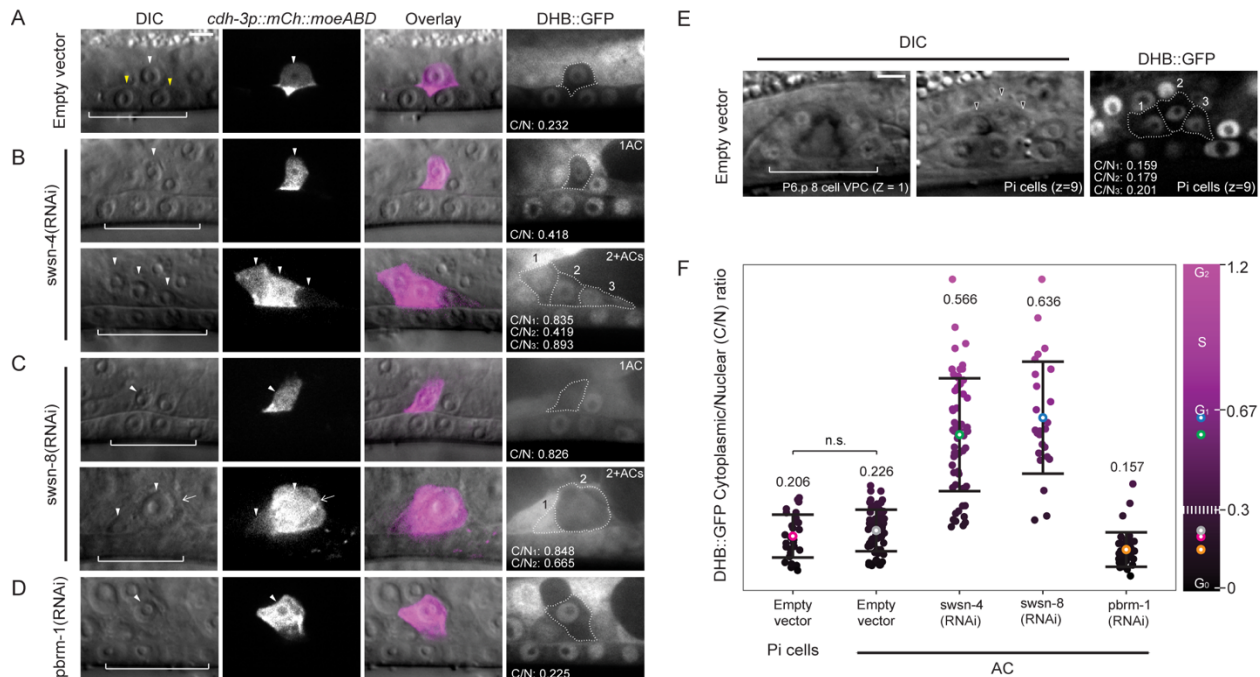 A
DIC
cdh-3p::mCh::moeABD
Overlay
DHB::GFP
Empty vector
C/N: 0.232
B
swsn-4(RNAi)
1AC
C/N: 0.418
2+ACs
1
2
3
C/N₁: 0.835
C/N₂: 0.419
C/N₃: 0.893
C
swsn-8(RNAi)
1AC
C/N: 0.826
2+ACs
1
2
C/N₁: 0.848
C/N₂: 0.665
D
pbrm-1(RNAi)
C/N: 0.225
E
DIC
DHB::GFP
Empty vector
P6.p 8 cell VPC (Z = 1)
Pi cells (z=9)
1
2
3
C/N₁: 0.159
C/N₂: 0.179
C/N₃: 0.201
Pi cells (z=9)
F
DHB::GFP Cytoplasmic/Nuclear (C/N) ratio
0.206
n.s.
0.226
0.566
0.636
0.157
G₂
S
G₁
G₀
1.2
0.67
0.3
0
Empty
vector
Empty
vector
swsn-4
(RNAi)
swsn-8
(RNAi)
pbrm-1
(RNAi)
Pi cells
AC